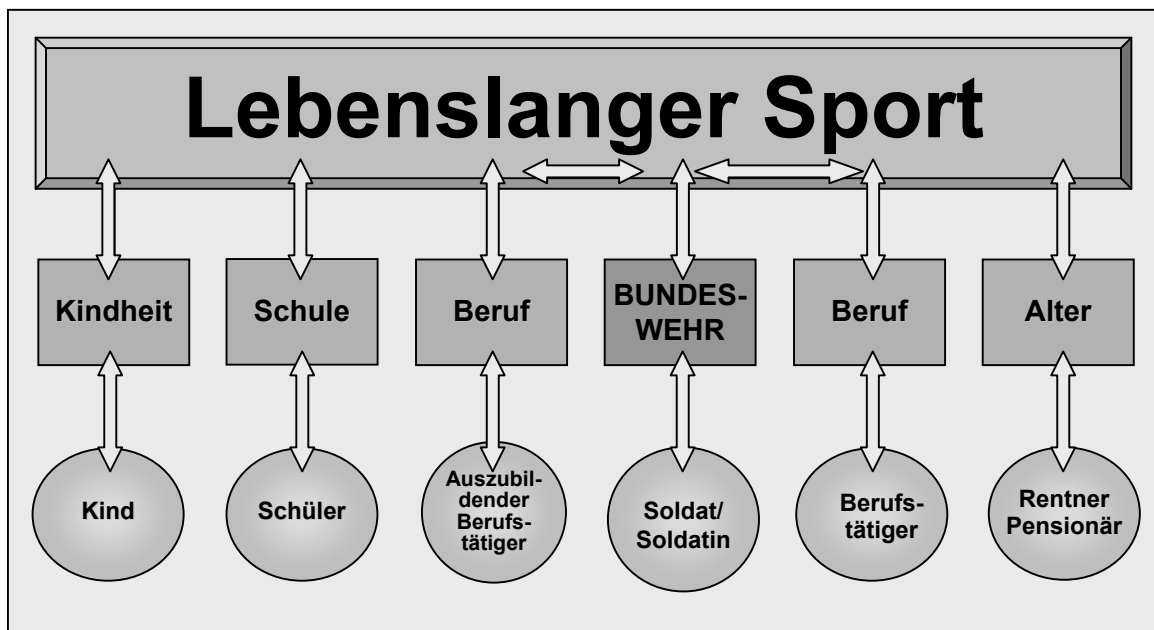 Lebenslanger Sport
Kindheit
Schule
Beruf
BUNDES-
WEHR
Beruf
Alter
Kind
Schüler
Auszubil-
dender
Berufs-
tätiger
Soldat/
Soldatin
Berufs-
tätiger
Rentner
Pensionär